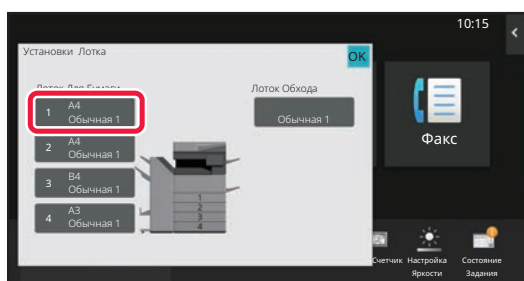 10:15
Установки Лотка
OK
Лоток Для Бумаги
Лоток Обхода
1 A4
Обычная 1
Обычная 1
2 A4
Обычная 1
3 B4
Обычная 1
4 A3
Обычная 1
1
2
3
4
Факс
Счетчик
Настройка
Яркости
Состояние
Задания